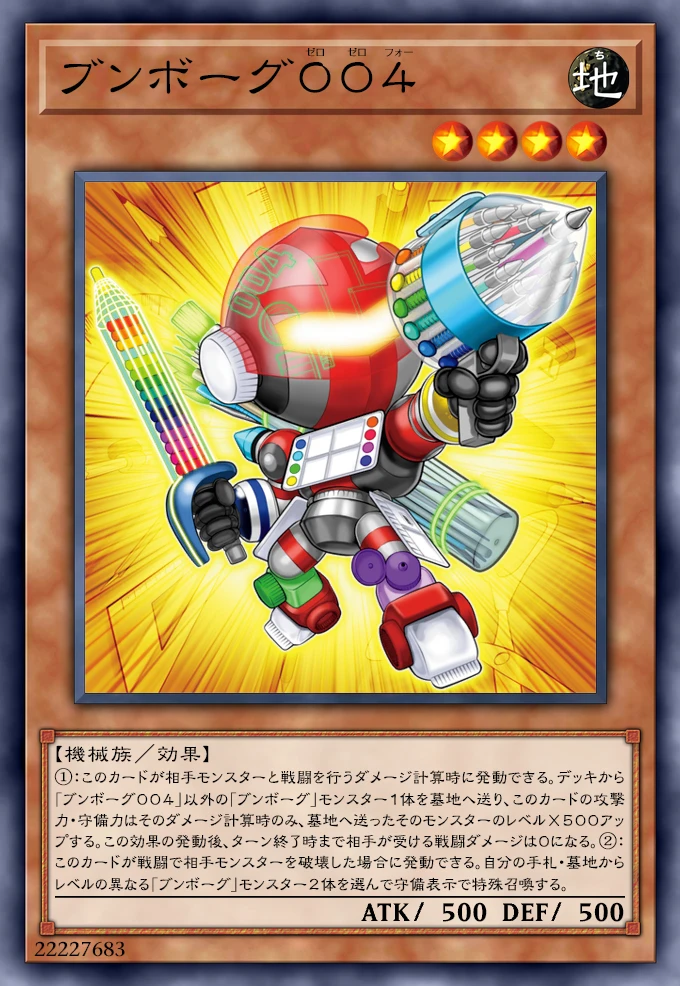 ゼロ ゼロ フォー
ブンボーグ００４
ち
地
004
【機械族／効果】
①：このカードが相手モンスターと戦闘を行うダメージ計算時に発動できる。デッキから
「ブンボーグ００４」以外の「ブンボーグ」モンスター1体を墓地へ送り、このカードの攻撃
力・守備力はそのダメージ計算時のみ、墓地へ送ったそのモンスターのレベル×５００アッ
プする。この効果の発動後、ターン終了時まで相手が受ける戦闘ダメージは０になる。②：
このカードが戦闘で相手モンスターを破壊した場合に発動できる。自分の手札・墓地から
レベルの異なる「ブンボーグ」モンスター２体を選んで守備表示で特殊召喚する。
ATK/ 500 DEF/ 500
22227683